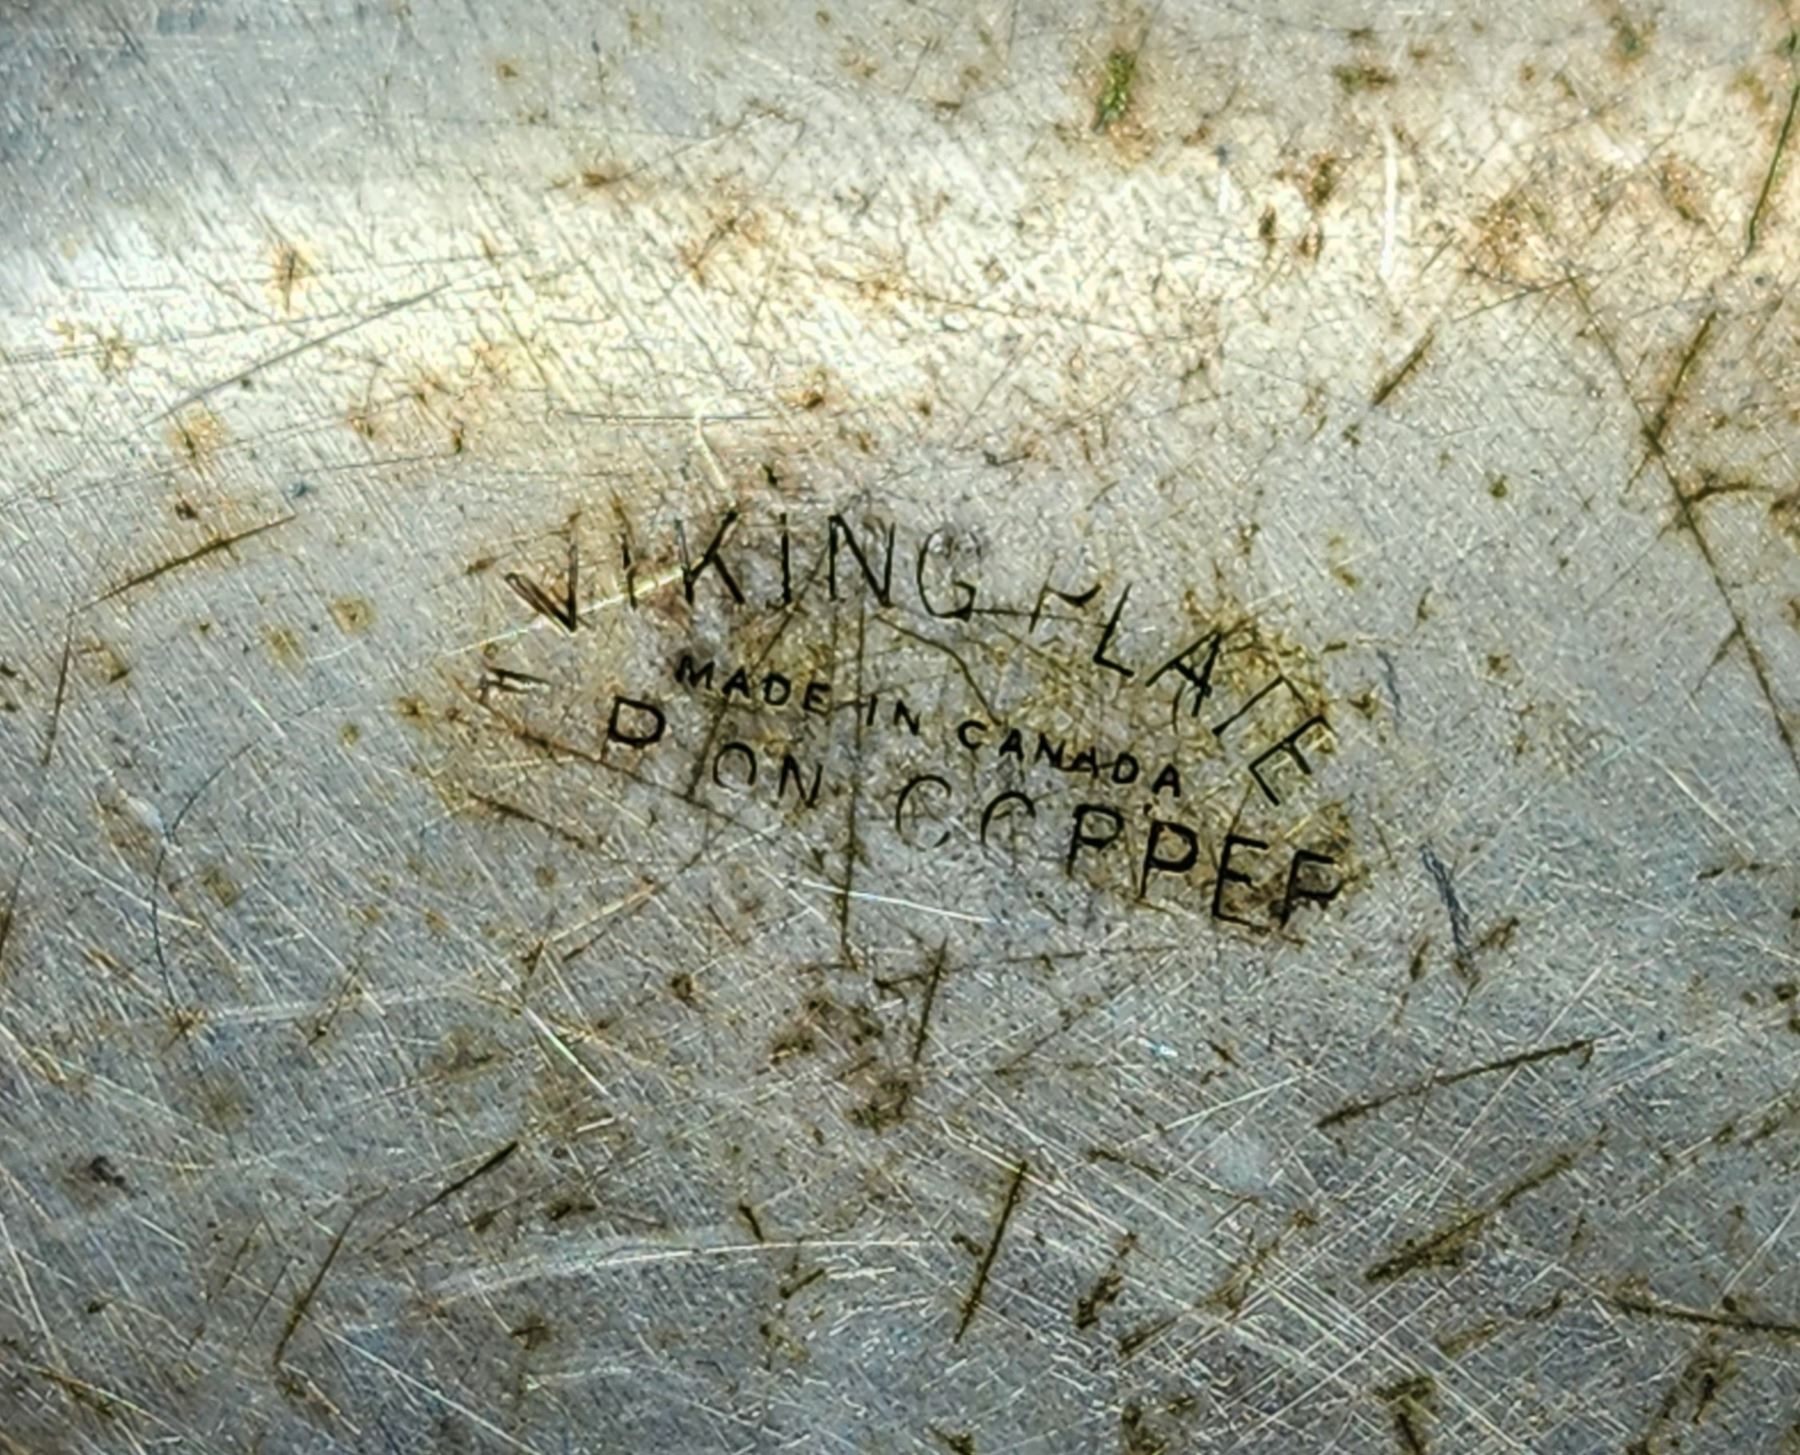 VIKING PLATE
MADE IN CANADA
E P ON COPPER